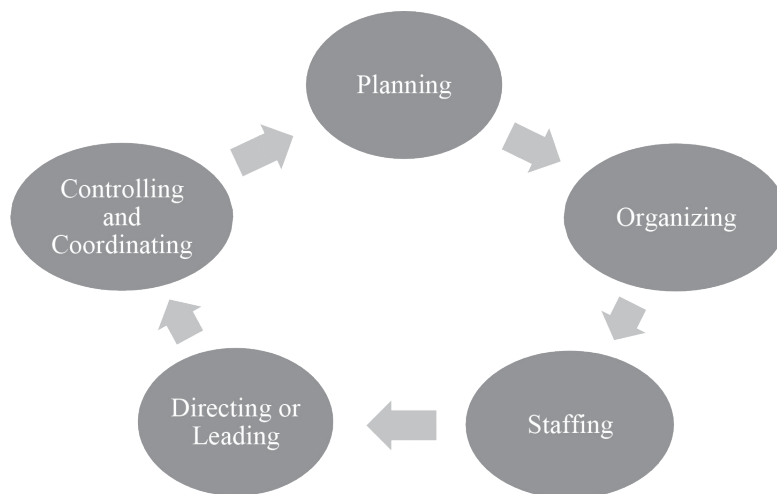 Planning
Organizing
Staffing
Directing or
Leading
Controlling
and
Coordinating